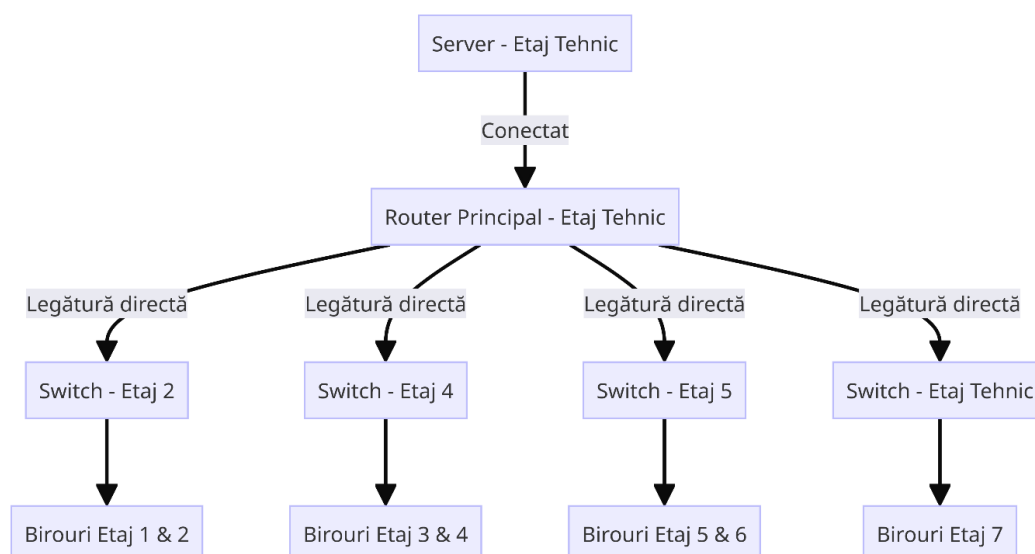 Server - Etaj Tehnic
Conectat
Router Principal - Etaj Tehnic
Legătură directă
Legătură directă
Legătură directă
Legătură directă
Switch - Etaj 2
Switch - Etaj 4
Switch - Etaj 5
Switch - Etaj Tehnic
Birouri Etaj 1 & 2
Birouri Etaj 3 & 4
Birouri Etaj 5 & 6
Birouri Etaj 7